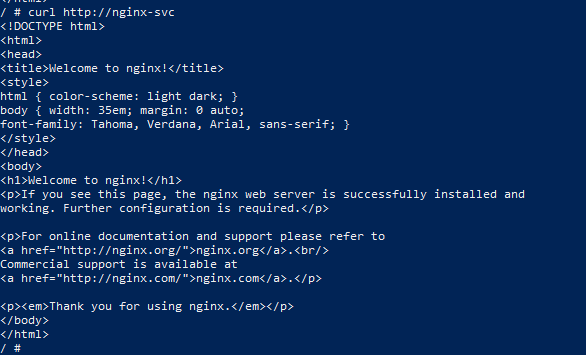 </html>
/ # curl http://nginx-svc
<!DOCTYPE html>
<html>
<head>
<title>Welcome to nginx!</title>
<style>
html { color-scheme: light dark; }
body { width: 35em; margin: 0 auto;
font-family: Tahoma, Verdana, Arial, sans-serif; }
</style>
</head>
<body>
<h1>Welcome to nginx!</h1>
<p>If you see this page, the nginx web server is successfully installed and
working. Further configuration is required.</p>

<p>For online documentation and support please refer to
<a href="http://nginx.org/">nginx.org</a>.<br/>
Commercial support is available at
<a href="http://nginx.com/">nginx.com</a>.</p>

<p><em>Thank you for using nginx.</em></p>
</body>
</html>
/ #